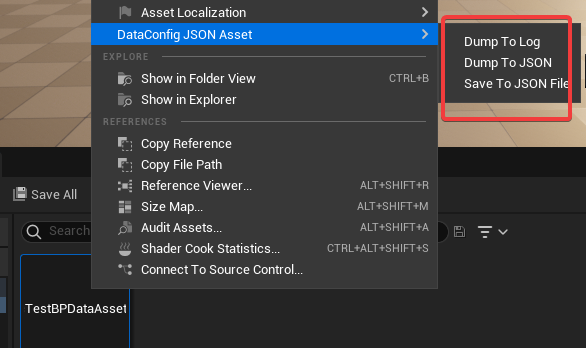 Asset Localization
DataConfig JSON Asset
Dump To Log
Dump To JSON
Save To JSON File
EXPLORE
Show in Folder View CTRL+B
Show in Explorer
REFERENCES
Copy Reference
Copy File Path
Reference Viewer... ALT+SHIFT+R
Size Map... ALT+SHIFT+M
Audit Assets... ALT+SHIFT+A
Shader Cook Statistics... CTRL+ALT+SHIFT+S
Connect To Source Control...
Save All
Search
TestBPDataAsset